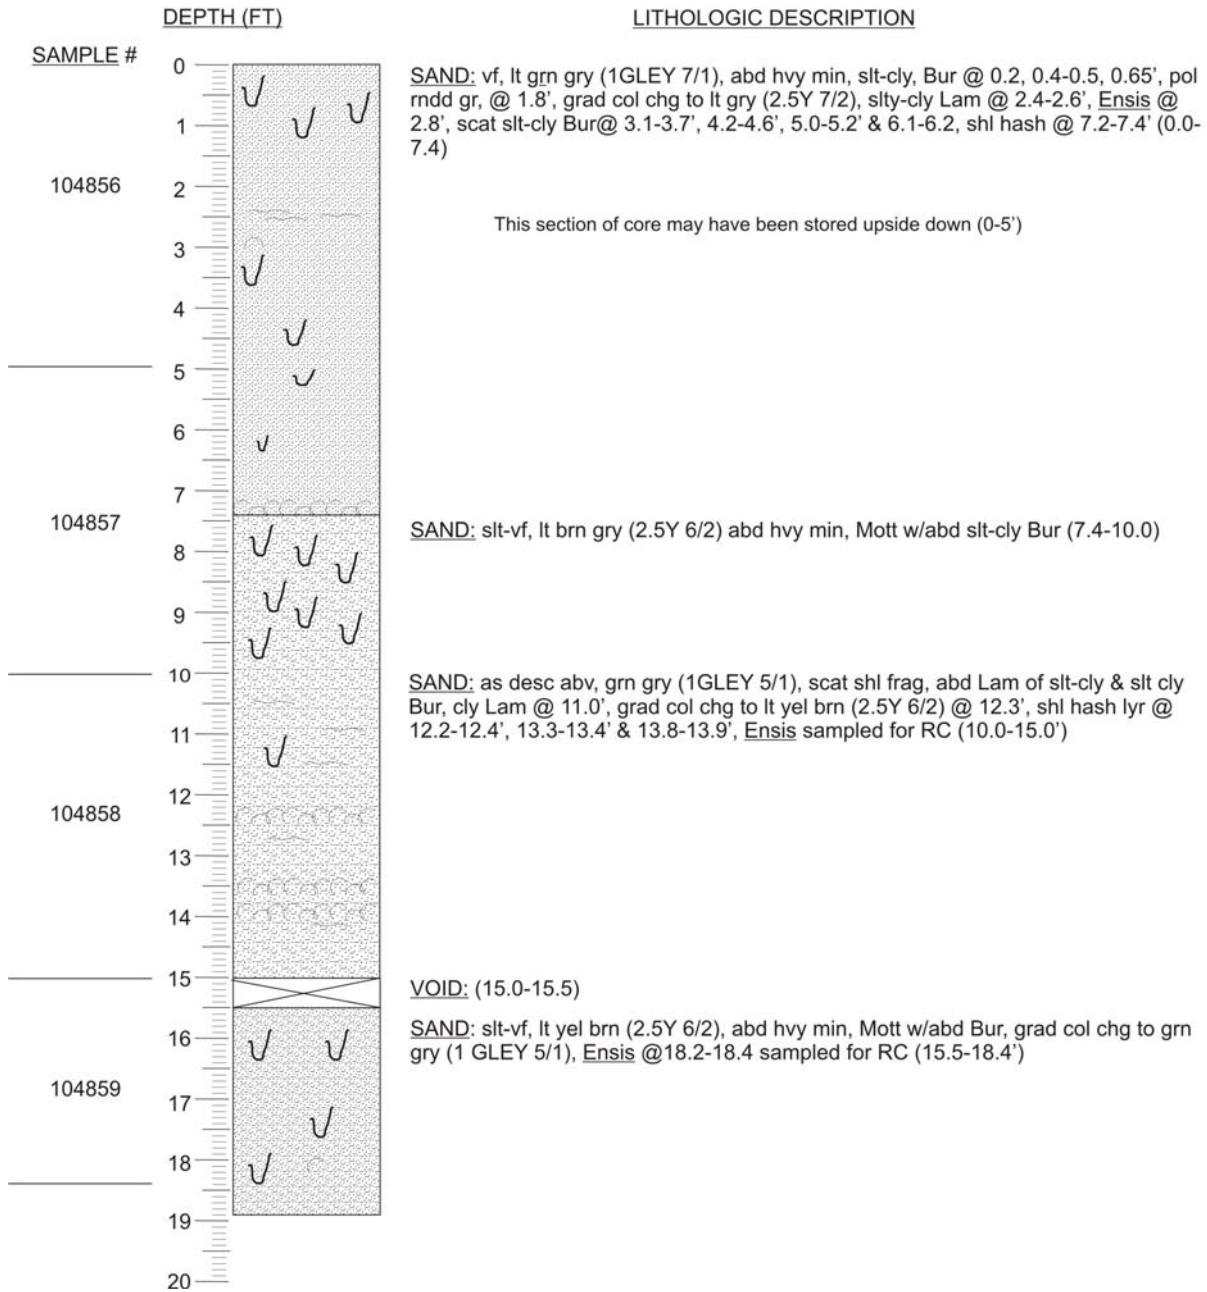 DEPTH (FT)
LITHOLOGIC DESCRIPTION
SAMPLE #
0
SAND: vf, lt grn gry (1GLEY 7/1), abd hvy min, slt-cly, Bur @ 0.2, 0.4-0.5, 0.65', pol
rndd gr, @ 1.8', grad col chg to lt gry (2.5Y 7/2), slty-cly Lam @ 2.4-2.6', Ensis @
2.8', scat slt-cly Bur@ 3.1-3.7', 4.2-4.6', 5.0-5.2' & 6.1-6.2, shl hash @ 7.2-7.4' (0.0-
7.4)
1
104856
2
This section of core may have been stored upside down (0-5')
3
4
5
6
7
104857
SAND: slt-vf, lt brn gry (2.5Y 6/2) abd hvy min, Mott w/abd slt-cly Bur (7.4-10.0)
8
9
10
SAND: as desc abv, grn gry (1GLEY 5/1), scat shl frag, abd Lam of slt-cly & slt cly
Bur, cly Lam @ 11.0', grad col chg to lt yel brn (2.5Y 6/2) @ 12.3', shl hash lyr @
12.2-12.4', 13.3-13.4' & 13.8-13.9', Ensis sampled for RC (10.0-15.0')
11
12
104858
13
14
15
VOID: (15.0-15.5)
16
SAND: slt-vf, lt yel brn (2.5Y 6/2), abd hvy min, Mott w/abd Bur, grad col chg to grn
gry (1 GLEY 5/1), Ensis @18.2-18.4 sampled for RC (15.5-18.4')
104859
17
18
19
20